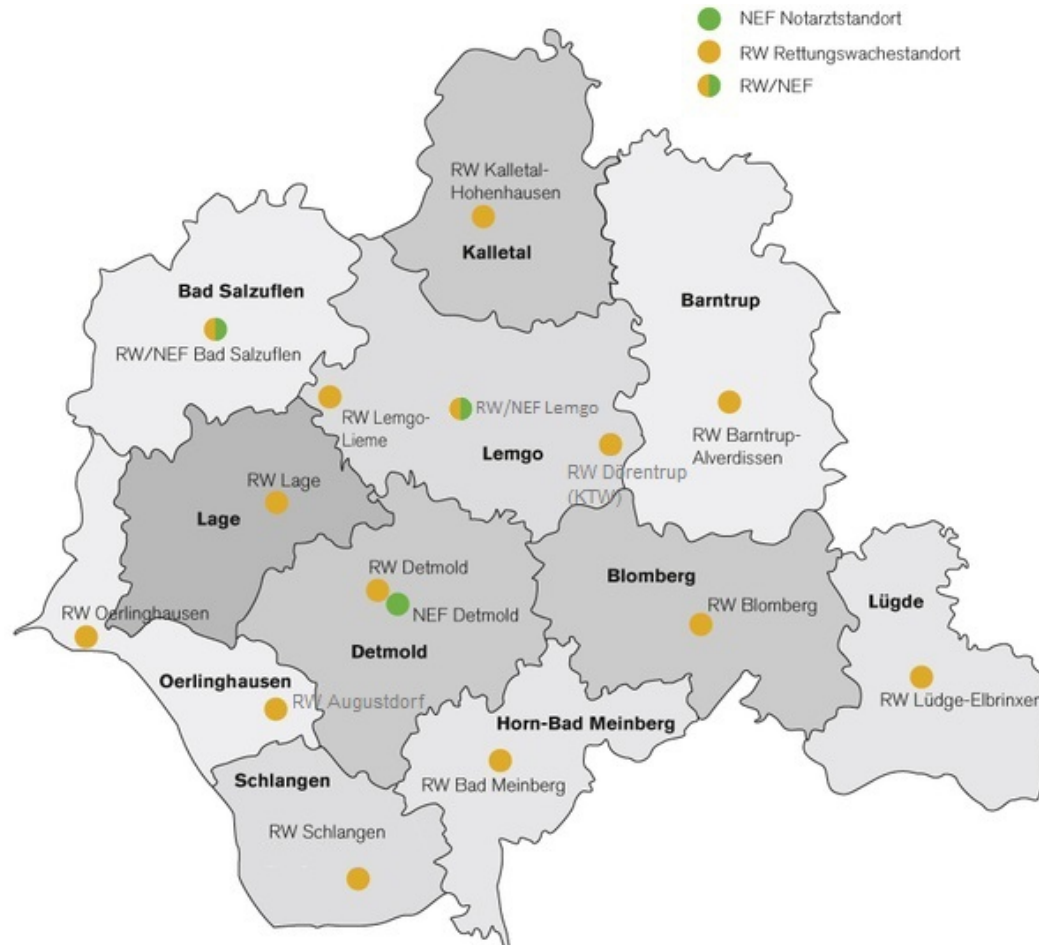 NEF Notarztstandort
RW Rettungswachestandort
RW/NEF
RW Kalletal-
Hohenhausen
Kalletal
Bad Salzuflen
RW/NEF Bad Salzuflen
Barntrup
RW Barntrup-
Alverdissen
RW Lemgo-
Lieme
RW/NEF Lemgo
Lemgo
RW Dörentrup
(KTW)
RW Lage
Lage
RW Detmold
NEF Detmold
Detmold
Blomberg
RW Blomberg
Lügde
RW Lüdge-Elbrinxen
RW Oerlinghausen
Oerlinghausen
RW Augustdorf
Horn-Bad Meinberg
RW Bad Meinberg
Schlangen
RW Schlangen